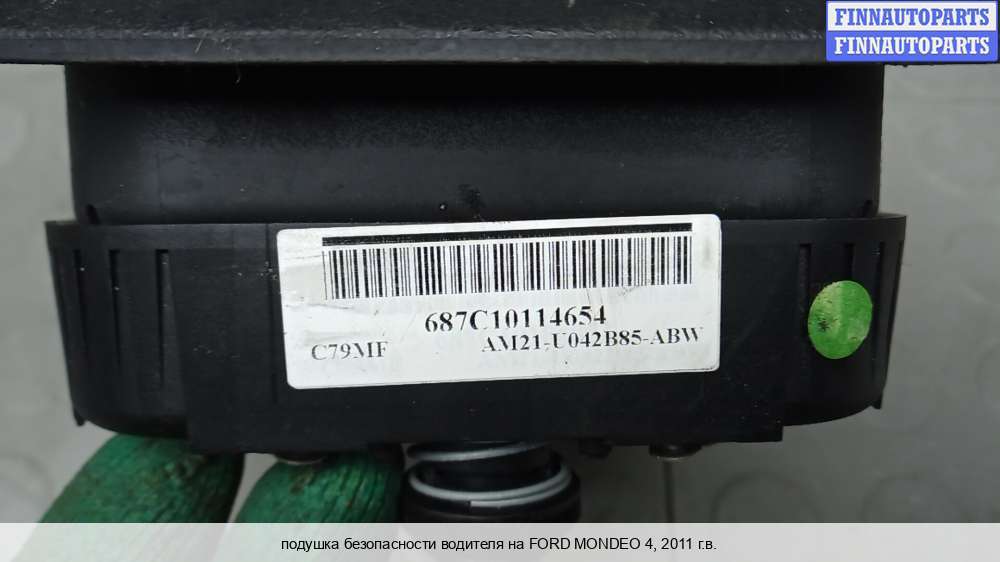 FINNAUTOPARTS
FINNAUTOPARTS
687C10114654
C79MF AM21-U042B85-ABW
подушка безопасности водителя на FORD MONDEO 4, 2011 г.в.